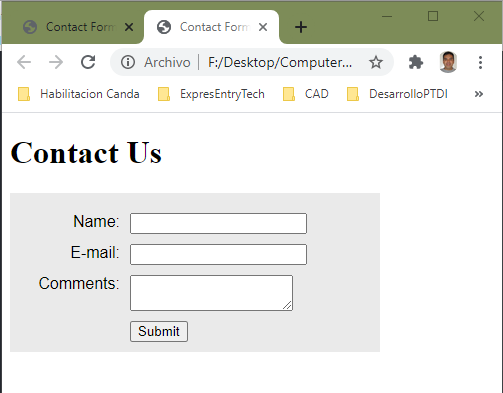 Contact Form Contact Form
Archivo F:/Desktop/Computer...
Habilitacion Canda ExpresEntryTech CAD DesarrolloPTDI »
Contact Us
Name:
E-mail:
Comments:
Submit